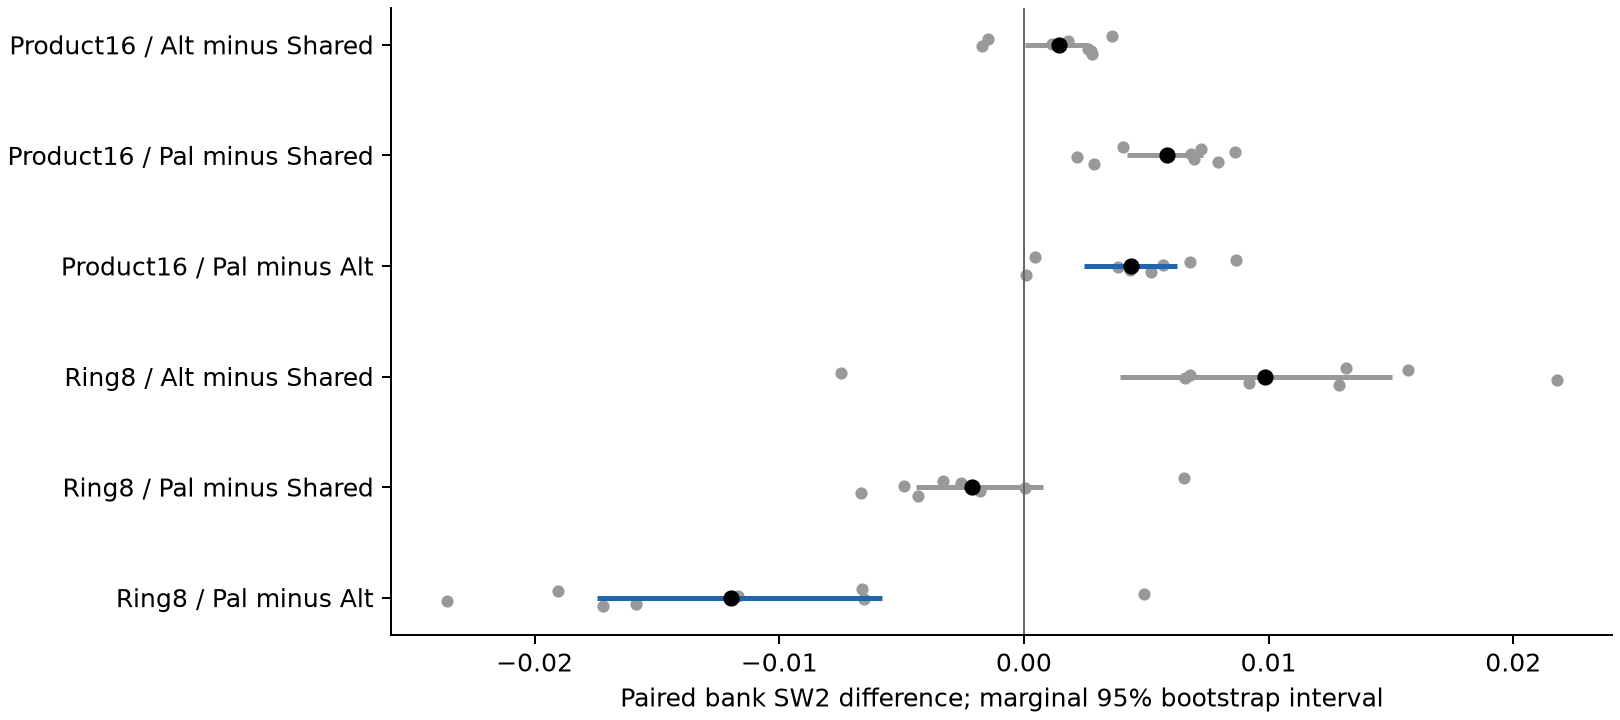 Product16 / Alt minus Shared
Product16 / Pal minus Shared
Product16 / Pal minus Alt
Ring8 / Alt minus Shared
Ring8 / Pal minus Shared
Ring8 / Pal minus Alt
−0.02 −0.01 0.00 0.01 0.02
Paired bank SW2 difference; marginal 95% bootstrap interval